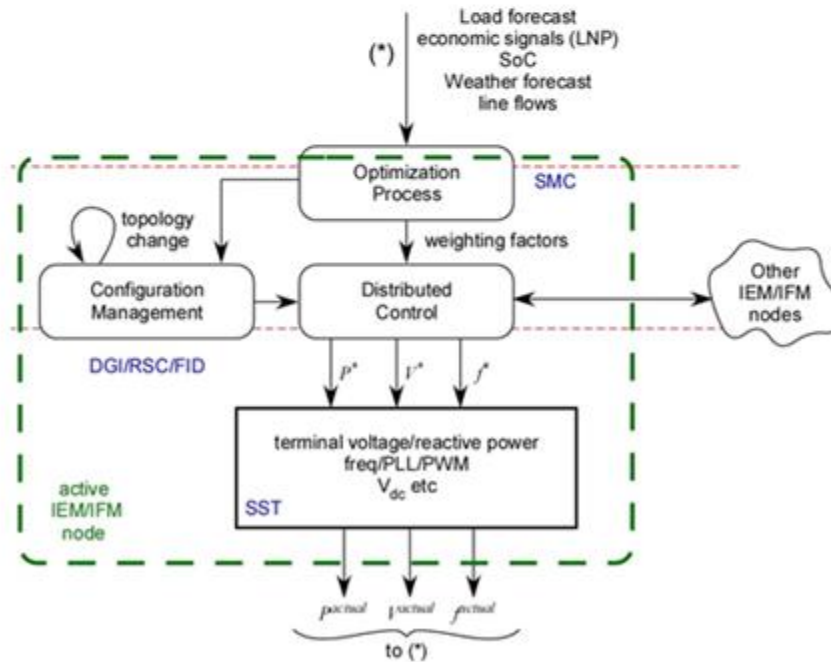 Load forecast
economic signals (LNP)
(*)
SoC
Weather forecast
line flows
Optimization
Process
SMC
topology
change
weighting factors
Configuration
Management
Distributed
Control
Other
IEM/IFM
nodes
DGI/RSC/FID
P* V* f*
terminal voltage/reactive power
freq/PLL/PWM
Vdc etc
SST
active
IEM/IFM
node
Pactual Vactual factual
to (*)